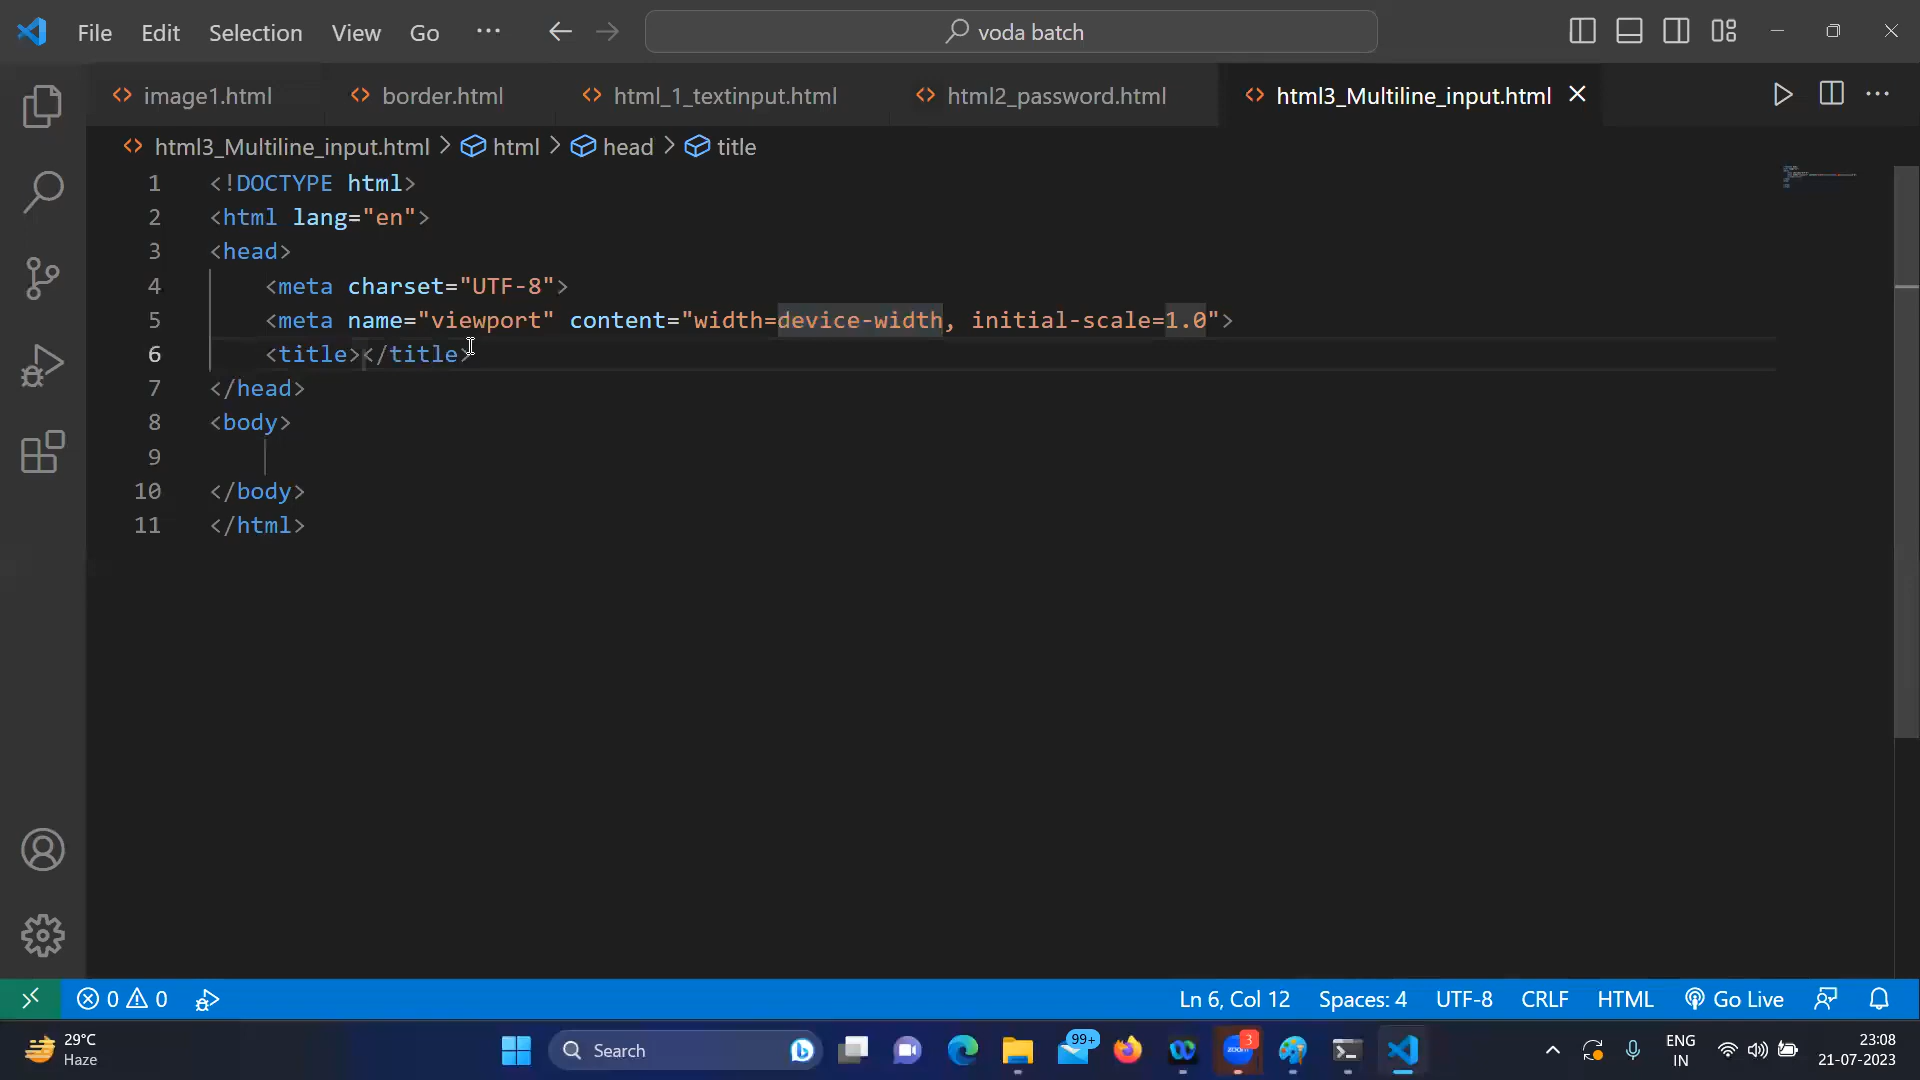 File Edit Selection View Go ··· voda batch
image1.html border.html html_1_textinput.html html2_password.html html3_Multiline_input.html
html3_Multiline_input.html > html > head > title
1 <!DOCTYPE html>
2 <html lang="en">
3 <head>
4 <meta charset="UTF-8">
5 <meta name="viewport" content="width=device-width, initial-scale=1.0">
6 <title></title>
7 </head>
8 <body>
9
10 </body>
11 </html>
0 0 Ln 6, Col 12 Spaces: 4 UTF-8 CRLF HTML Go Live
29°C
Haze
Search
99+
zoom
3
ENG
IN
23:08
21-07-2023